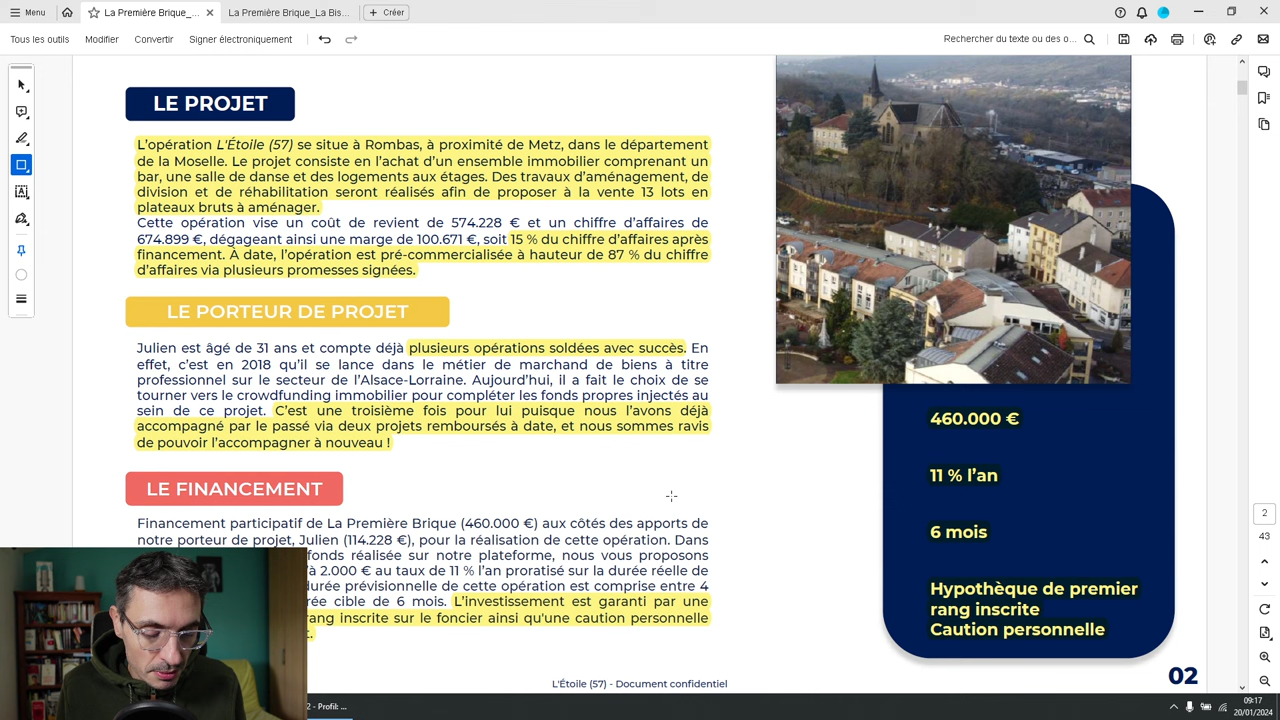 Menu
La Première Brique_...
La Première Brique_La Bis...
Créer
Tous les outils
Modifier
Convertir
Signer électroniquement
Rechercher du texte ou des o...
LE PROJET
L'opération L'Étoile (57) se situe à Rombas, à proximité de Metz, dans le département
de la Moselle. Le projet consiste en l'achat d'un ensemble immobilier comprenant un
bar, une salle de danse et des logements aux étages. Des travaux d'aménagement, de
division et de réhabilitation seront réalisés afin de proposer à la vente 13 lots en
plateaux bruts à aménager.
Cette opération vise un coût de revient de 574.228 € et un chiffre d'affaires de
674.899 €, dégageant ainsi une marge de 100.671 €, soit 15 % du chiffre d'affaires après
financement. À date, l'opération est pré-commercialisée à hauteur de 87 % du chiffre
d'affaires via plusieurs promesses signées.
LE PORTEUR DE PROJET
Julien est âgé de 31 ans et compte déjà plusieurs opérations soldées avec succès. En
effet, c'est en 2018 qu'il se lance dans le métier de marchand de biens à titre
professionnel sur le secteur de l'Alsace-Lorraine. Aujourd'hui, il a fait le choix de se
tourner vers le crowdfunding immobilier pour compléter les fonds propres injectés au
sein de ce projet. C'est une troisième fois pour lui puisque nous l'avons déjà
accompagné par le passé via deux projets remboursés à date, et nous sommes ravis
de pouvoir l'accompagner à nouveau !
LE FINANCEMENT
Financement participatif de La Première Brique (460.000 €) aux côtés des apports de
notre porteur de projet, Julien (114.228 €), pour la réalisation de cette opération. Dans
fonds réalisée sur notre plateforme, nous vous proposons
'à 2.000 € au taux de 11 % l'an proratisé sur la durée réelle de
durée prévisionnelle de cette opération est comprise entre 4
rée cible de 6 mois. L'investissement est garanti par une
rang inscrite sur le foncier ainsi qu'une caution personnelle
t.
460.000 €
11 % l'an
6 mois
Hypothèque de premier
rang inscrite
Caution personnelle
L'Étoile (57) - Document confidentiel
02
2
43
2 - Profil: ...
09:17
20/01/2024